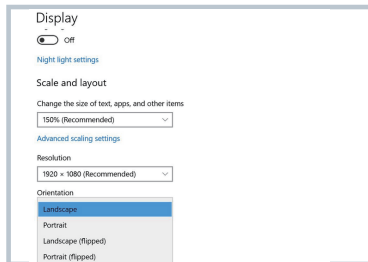 Display
Off
Night light settings
Scale and layout
Change the size of text, apps, and other items
150% (Recommended)
Advanced scaling settings
Resolution
1920 × 1080 (Recommended)
Orientation
Landscape
Portrait
Landscape (flipped)
Portrait (flipped)